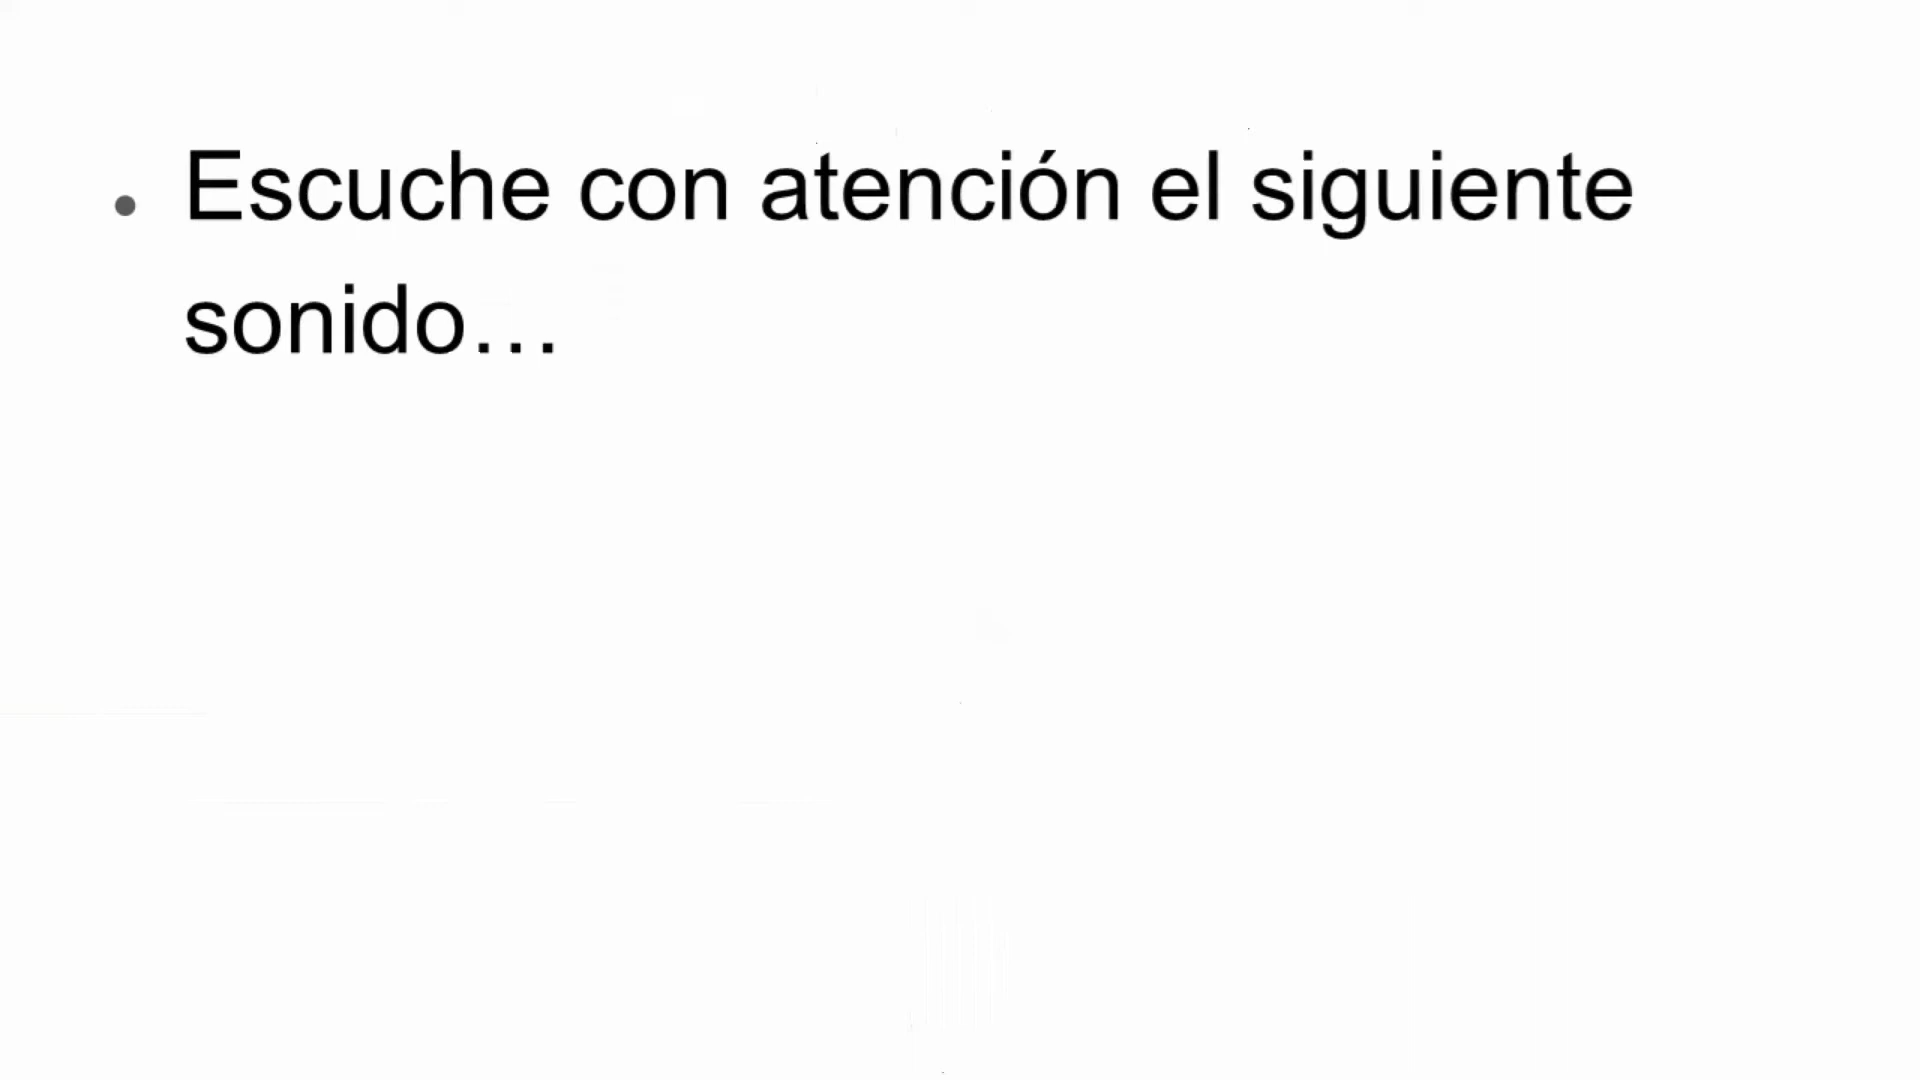 • Escuche con atención el siguiente
sonido…